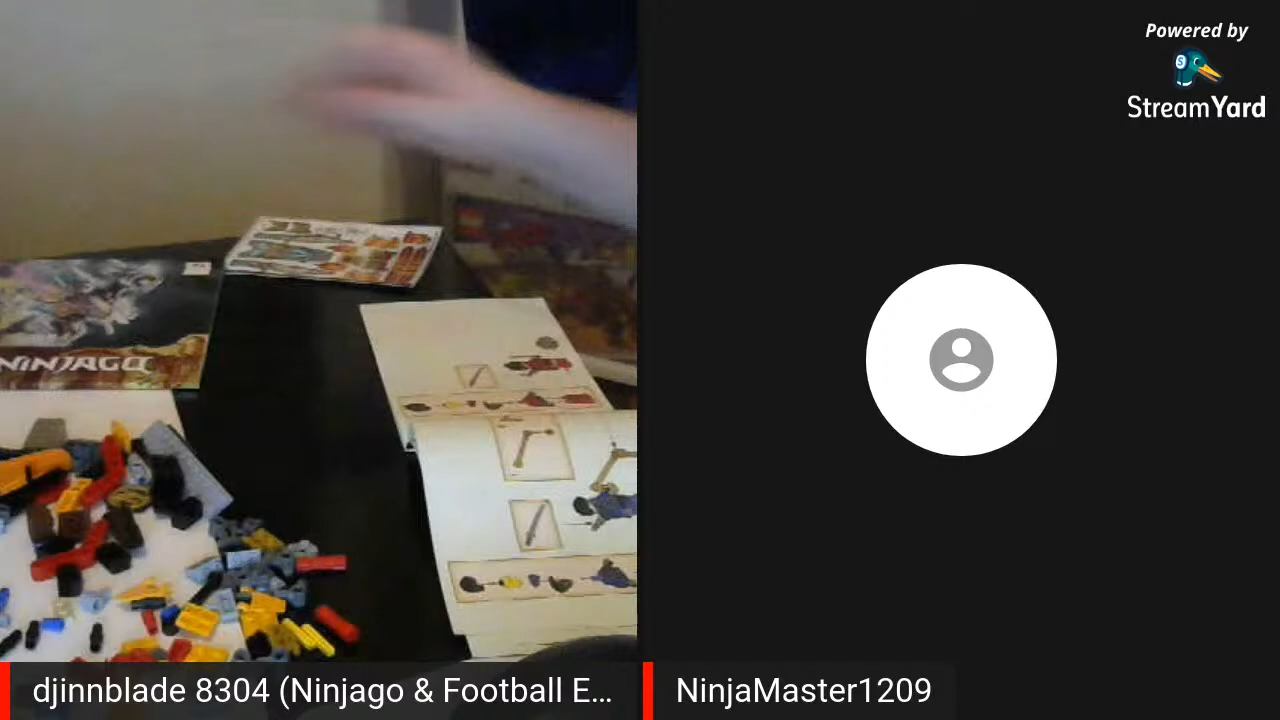 Powered by
StreamYard
NINJAGO
djinnblade 8304 (Ninjago & Football E...
NinjaMaster1209